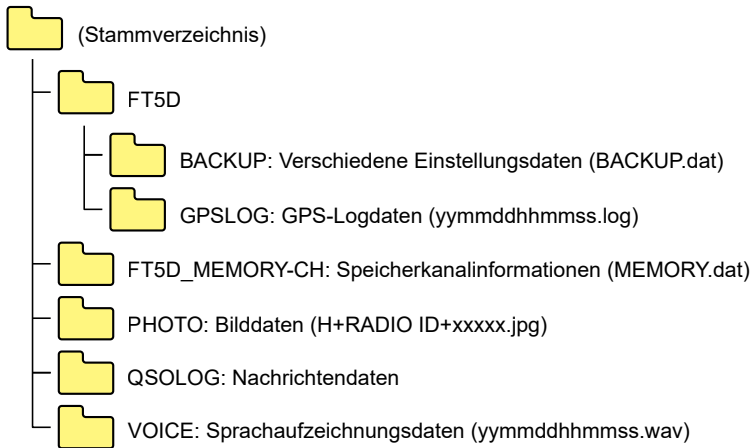 (Stammverzeichnis)
FT5D
BACKUP: Verschiedene Einstellungsdaten (BACKUP.dat)
GPSLOG: GPS-Logdaten (yymmddhhmmss.log)
FT5D_MEMORY-CH: Speicherkanalinformationen (MEMORY.dat)
PHOTO: Bilddaten (H+RADIO ID+xxxxx.jpg)
QSOLOG: Nachrichtendaten
VOICE: Sprachaufzeichnungsdaten (yymmddhhmmss.wav)